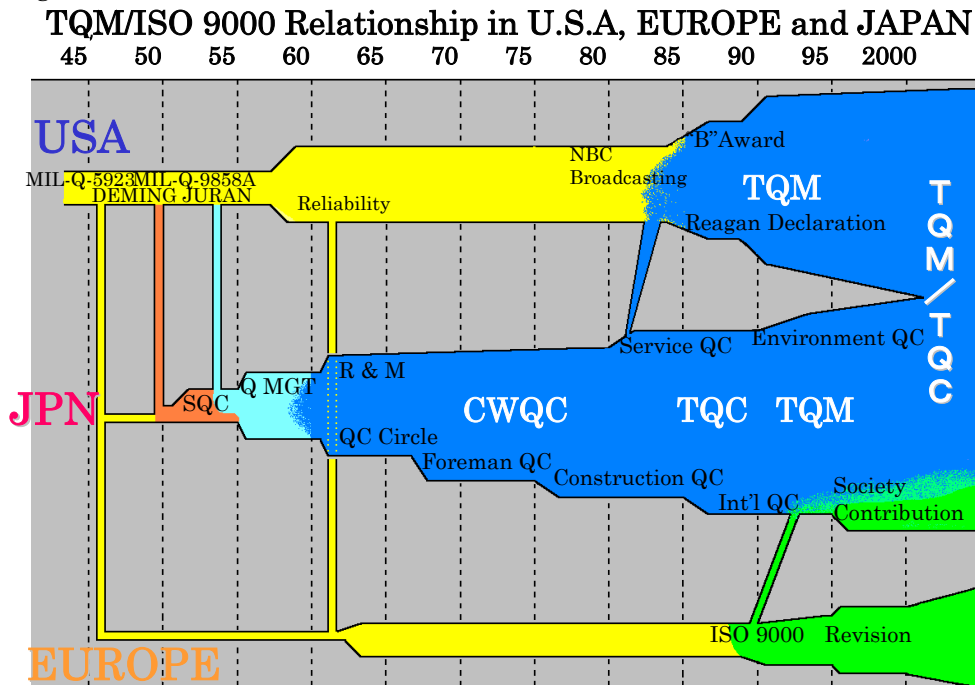 TQM/ISO 9000 Relationship in U.S.A, EUROPE and JAPAN
45 50 55 60 65 70 75 80 85 90 95 2000
USA
MIL-Q-5923 MIL-Q-9858A
DEMING JURAN
Reliability
NBC
Broadcasting
"B"Award
TQM
Reagan Declaration
TQM/TQC
Service QC
Environment QC
JPN
SQC
Q MGT
R & M
CWQC
TQC
TQM
QC Circle
Foreman QC
Construction QC
Int'l QC
Society
Contribution
ISO 9000
Revision
EUROPE